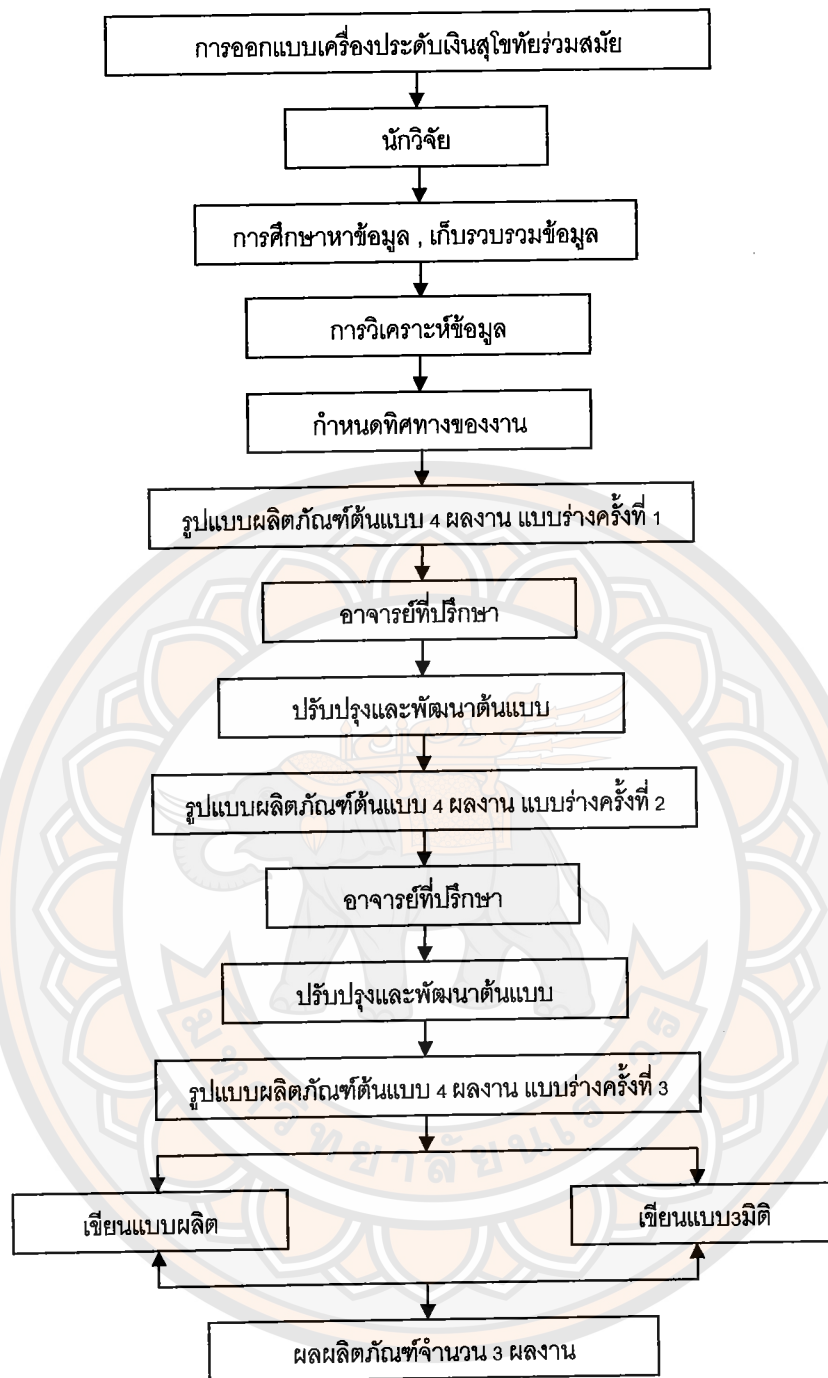 การออกแบบเครื่องประดับเงินสุโขทัยร่วมสมัย
นักวิจัย
การศึกษาหาข้อมูล , เก็บรวบรวมข้อมูล
การวิเคราะห์ข้อมูล
กำหนดทิศทางของงาน
รูปแบบผลิตภัณฑ์ต้นแบบ 4 ผลงาน แบบร่างครั้งที่ 1
อาจารย์ที่ปรึกษา
ปรับปรุงและพัฒนาต้นแบบ
รูปแบบผลิตภัณฑ์ต้นแบบ 4 ผลงาน แบบร่างครั้งที่ 2
อาจารย์ที่ปรึกษา
ปรับปรุงและพัฒนาต้นแบบ
รูปแบบผลิตภัณฑ์ต้นแบบ 4 ผลงาน แบบร่างครั้งที่ 3
มหาวิทยาลัยนเรศวร
เขียนแบบผลิต
เขียนแบบ3มิติ
ผลผลิตภัณฑ์จำนวน 3 ผลงาน